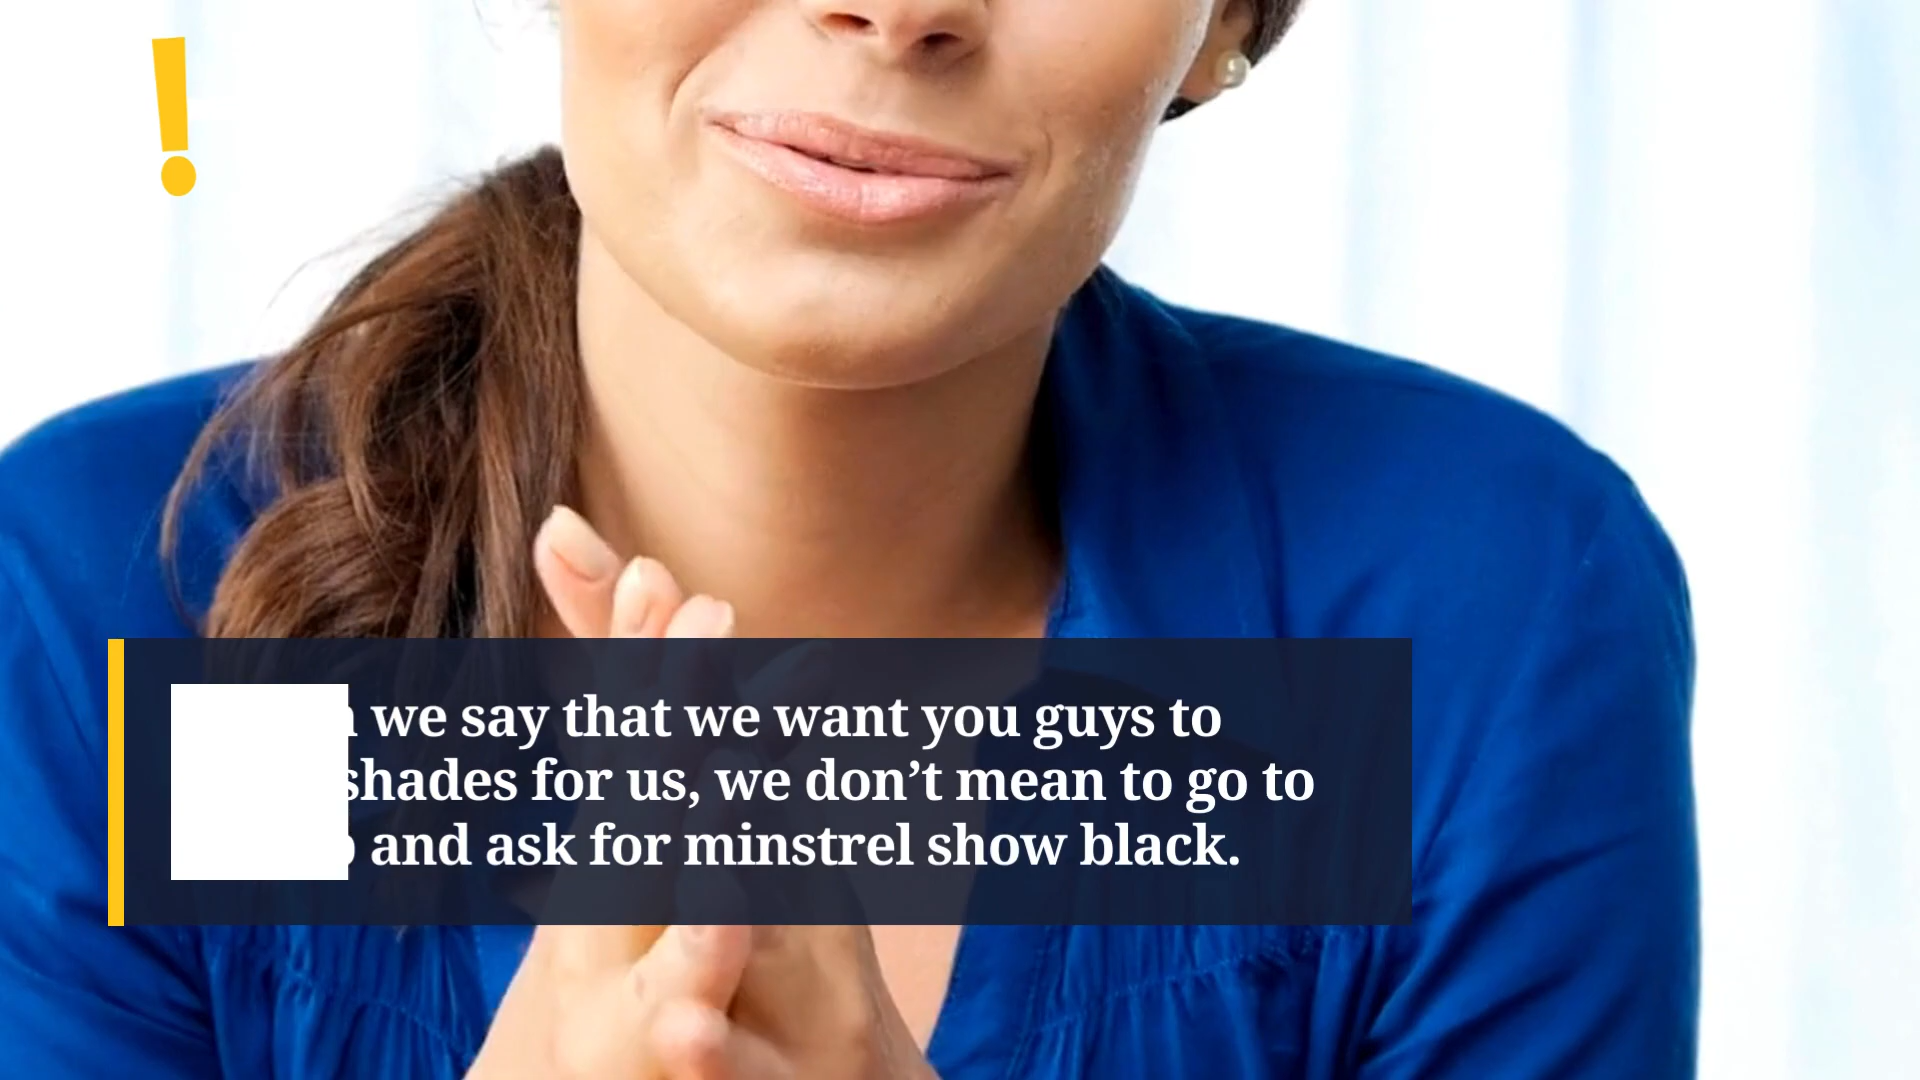 !
we say that we want you guys to
shades for us, we don’t mean to go to
and ask for minstrel show black.